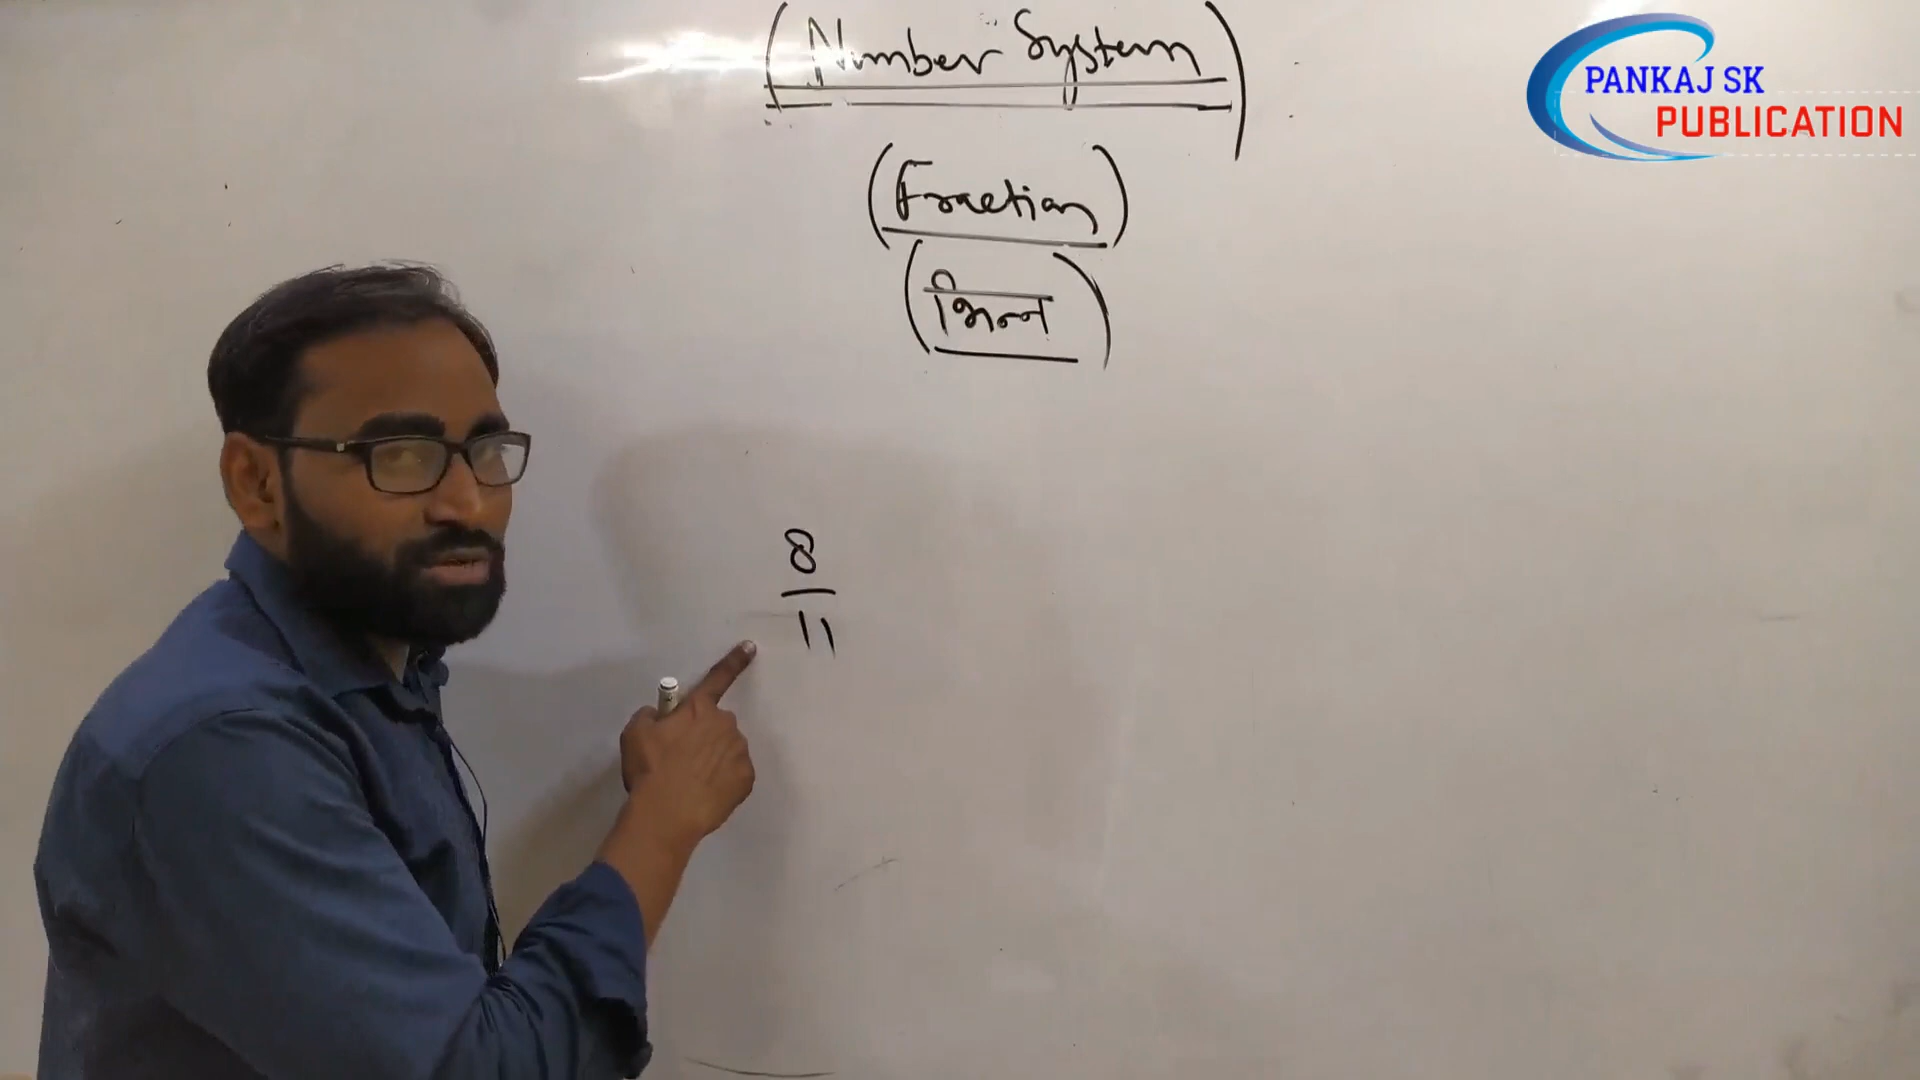 (Number System)
(Fraction)
(भिन्न)
8
11
PANKAJ SK
PUBLICATION